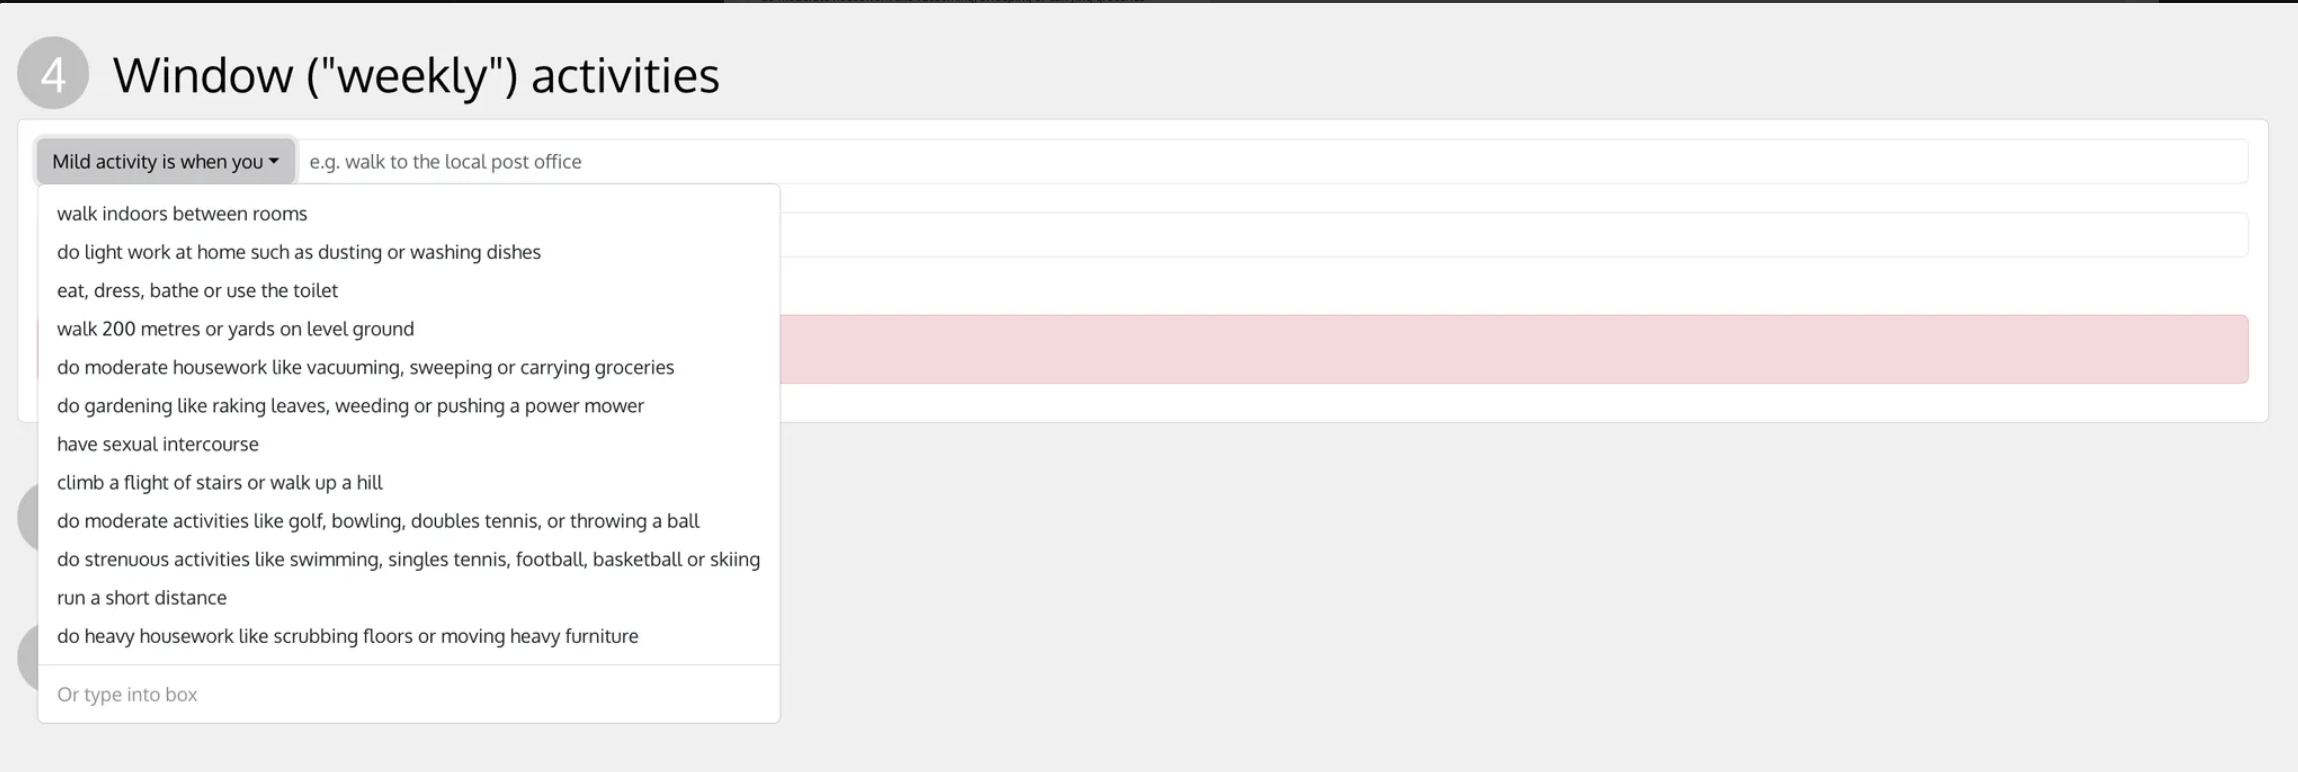 4
Window ("weekly") activities
Mild activity is when you
e.g. walk to the local post office
walk indoors between rooms
do light work at home such as dusting or washing dishes
eat, dress, bathe or use the toilet
walk 200 metres or yards on level ground
do moderate housework like vacuuming, sweeping or carrying groceries
do gardening like raking leaves, weeding or pushing a power mower
have sexual intercourse
climb a flight of stairs or walk up a hill
do moderate activities like golf, bowling, doubles tennis, or throwing a ball
do strenuous activities like swimming, singles tennis, football, basketball or skiing
run a short distance
do heavy housework like scrubbing floors or moving heavy furniture
Or type into box